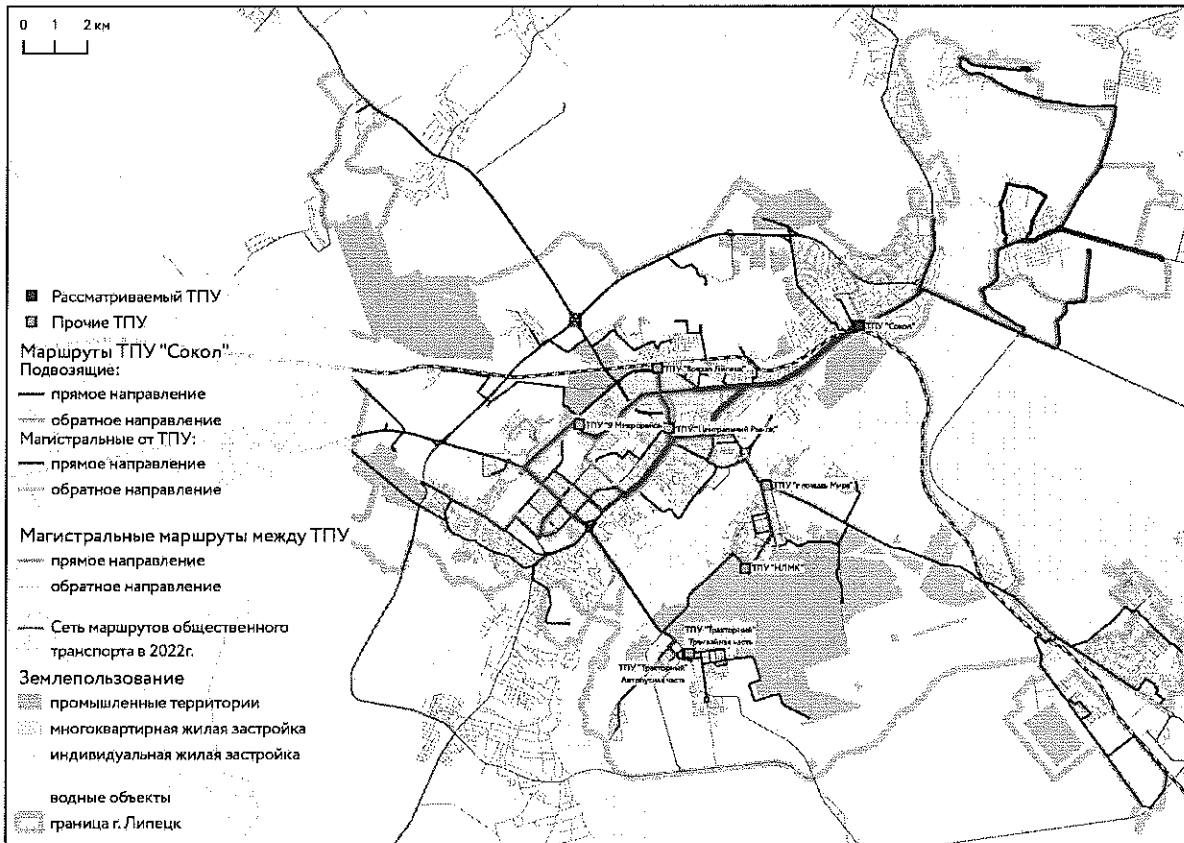 0 1 2 км
Рассматриваемый ТПУ
Прочие ТПУ
Маршруты ТПУ "Сокол"
Подвозящие:
прямое направление
обратное направление
Магистральные от ТПУ:
прямое направление
обратное направление
Магистральные маршруты между ТПУ
прямое направление
обратное направление
Сеть маршрутов общественного
транспорта в 2022г.
Землепользование
промышленные территории
многоквартирная жилая застройка
индивидуальная жилая застройка
водные объекты
граница г. Липецк
ТПУ "Сокол"
ТПУ "Вокзал Липецк"
ТПУ "9 Микрорайон"
ТПУ "Центральный Рынок"
ТПУ "площадь Мира"
ТПУ "НЛМК"
ТПУ "Тракторный"
Трамвайная часть
ТПУ "Тракторный"
Автобусная часть